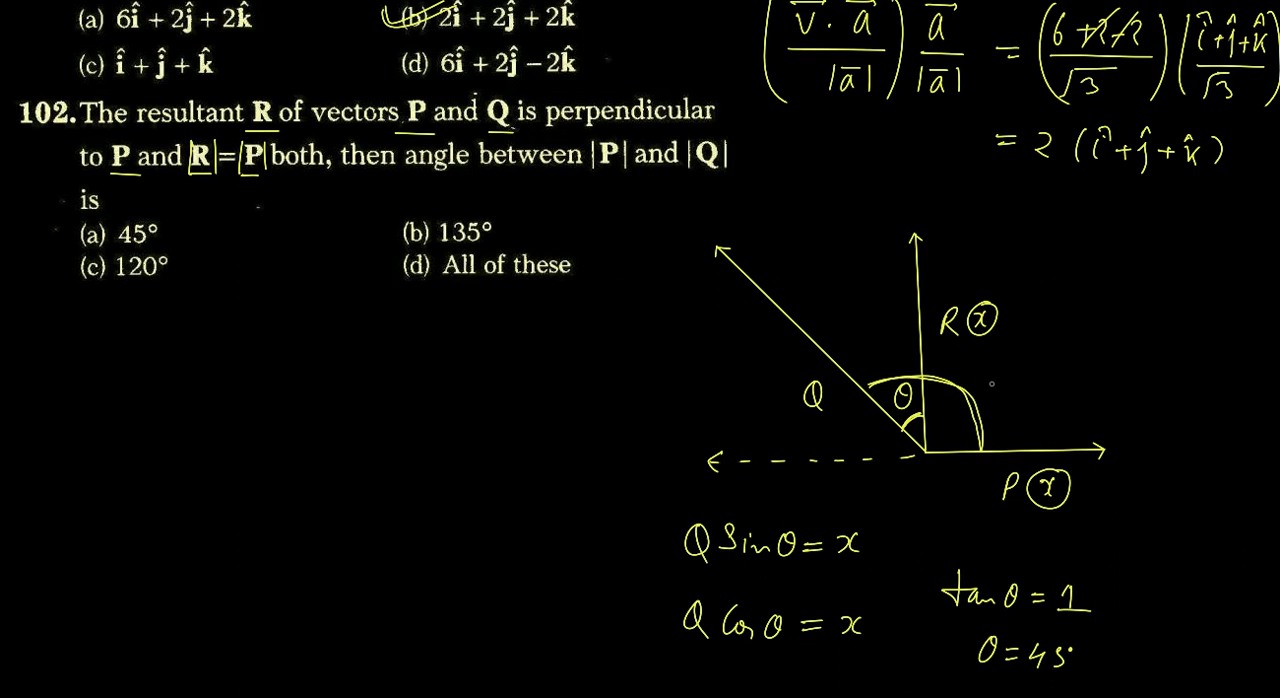 (a) 6î + 2ĵ + 2k̂ (b) 2î + 2ĵ + 2k̂
(c) î + ĵ + k̂ (d) 6î + 2ĵ − 2k̂
(v̅ . a̅ / |a̅|) a̅ / |a̅| = (6 + 2 − 2 / √3) (î + ĵ + k̂ / √3)
= 2 (î + ĵ + k̂)
102. The resultant R of vectors P and Q is perpendicular
to P and |R|=|P| both, then angle between |P| and |Q|
is
(a) 45° (b) 135°
(c) 120° (d) All of these
R x
Q θ
P x
Q Sin θ = x
Q Cos θ = x
tan θ = 1
θ = 45°